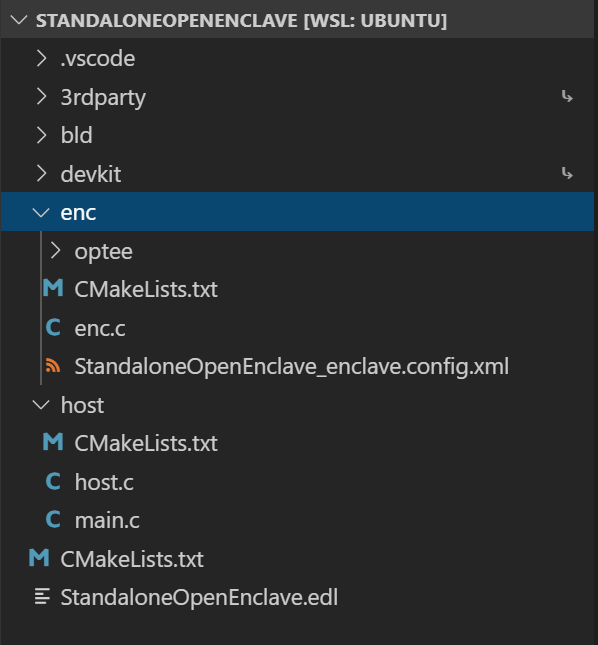 STANDALONEOPENENCLAVE [WSL: UBUNTU]
.vscode
3rdparty
bld
devkit
enc
optee
M CMakeLists.txt
C enc.c
StandaloneOpenEnclave_enclave.config.xml
host
M CMakeLists.txt
C host.c
C main.c
M CMakeLists.txt
StandaloneOpenEnclave.edl